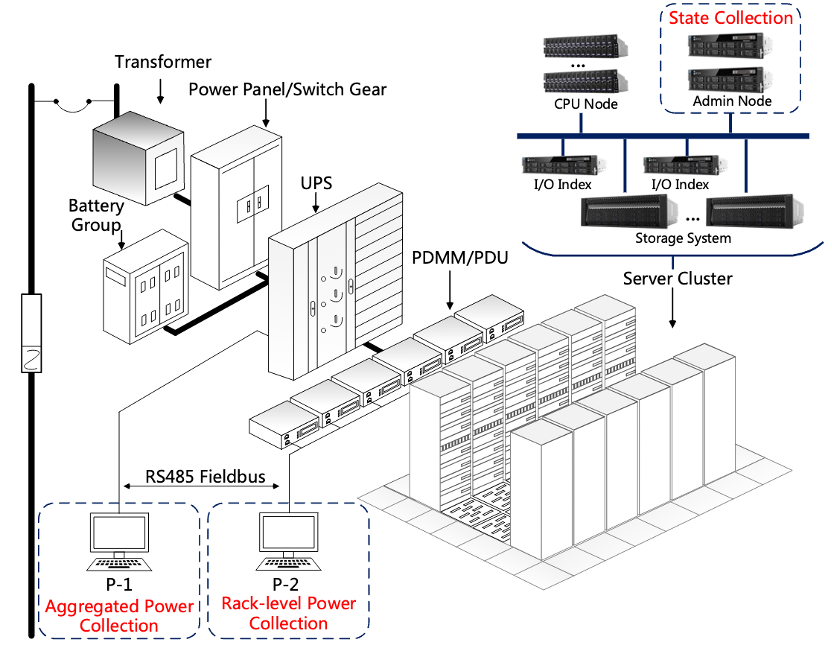 State Collection
CPU Node
Admin Node
I/O Index
I/O Index
Storage System
Server Cluster
Transformer
Power Panel/Switch Gear
UPS
Battery
Group
PDMM/PDU
RS485 Fieldbus
P-1
Aggregated Power
Collection
P-2
Rack-level Power
Collection